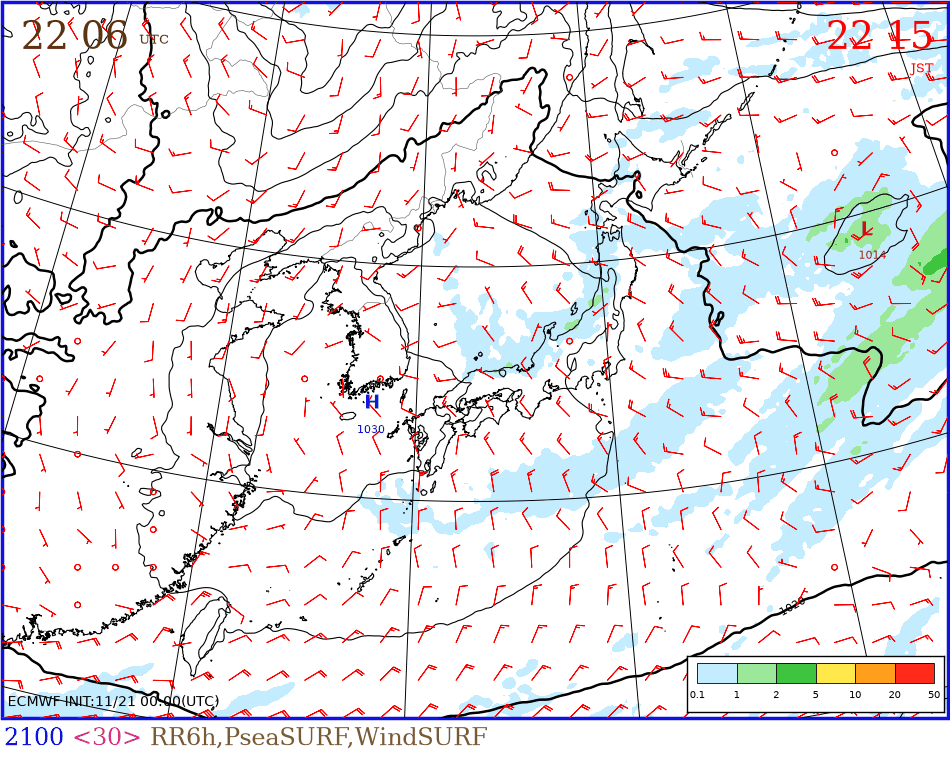 22 06 UTC
22 15
JST
L
1014
H
1030
1020
ECMWF INIT:11/21 00:00(UTC)
0.1 1 2 5 10 20 50
2100 <30> RR6h,PseaSURF,WindSURF